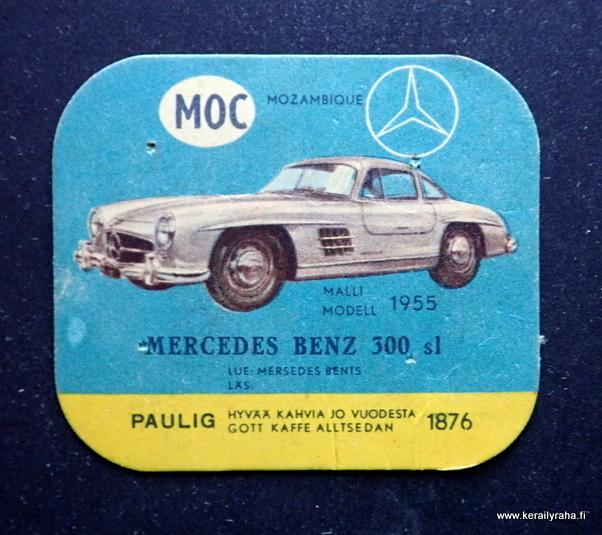 MOC
MOZAMBIQUE
MALLI
MODELL 1955
MERCEDES BENZ 300 sl
LUE: MERSEDES BENTS
LÄS:
PAULIG HYVÄÄ KAHVIA JO VUODESTA 1876
GOTT KAFFE ALLTSEDAN
www.kerailyraha.fi